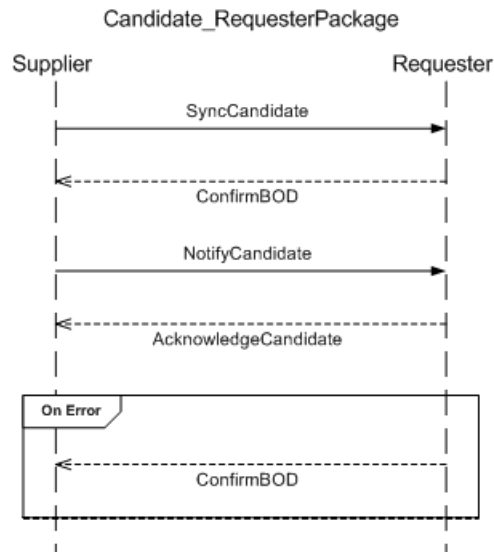 Candidate_RequesterPackage
Supplier
Requester
SyncCandidate
ConfirmBOD
NotifyCandidate
AcknowledgeCandidate
On Error
ConfirmBOD